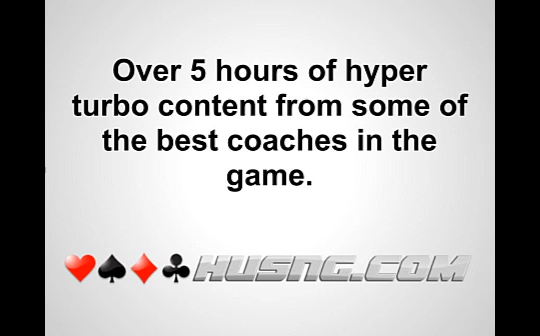 Over 5 hours of hyper
turbo content from some of
the best coaches in the
game.
HUSNG.COM